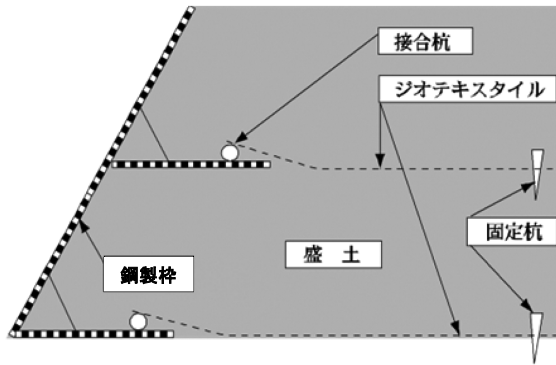 接合杭
ジオテキスタイル
固定杭
盛 土
鋼製枠